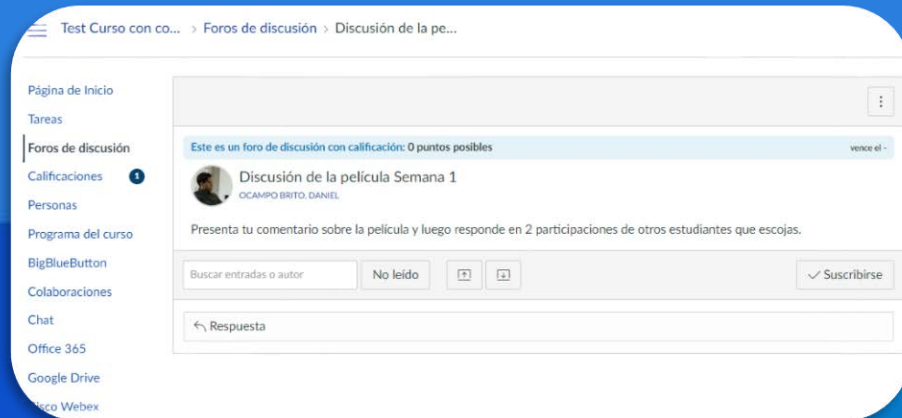 Test Curso con co... > Foros de discusión > Discusión de la pe...
Página de Inicio
Tareas
Foros de discusión
Calificaciones 1
Personas
Programa del curso
BigBlueButton
Colaboraciones
Chat
Office 365
Google Drive
Webex
Este es un foro de discusión con calificación: 0 puntos posibles
vence el -
Discusión de la película Semana 1
OCAMPO BRITO, DANIEL
Presenta tu comentario sobre la película y luego responde en 2 participaciones de otros estudiantes que escojas.
Buscar entradas o autor
No leído
Suscribirse
Respuesta